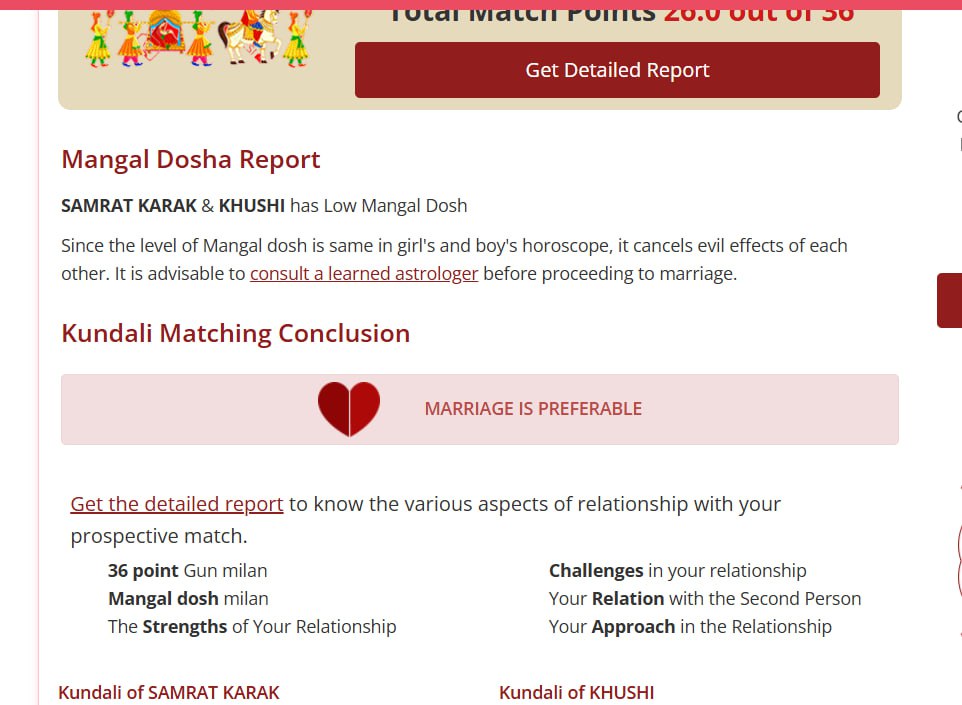 Total Match Points 26.0 out of 36
Get Detailed Report
Mangal Dosha Report
SAMRAT KARAK & KHUSHI has Low Mangal Dosh
Since the level of Mangal dosh is same in girl's and boy's horoscope, it cancels evil effects of each
other. It is advisable to consult a learned astrologer before proceeding to marriage.
Kundali Matching Conclusion
MARRIAGE IS PREFERABLE
Get the detailed report to know the various aspects of relationship with your
prospective match.
36 point Gun milan
Mangal dosh milan
The Strengths of Your Relationship
Challenges in your relationship
Your Relation with the Second Person
Your Approach in the Relationship
Kundali of SAMRAT KARAK
Kundali of KHUSHI